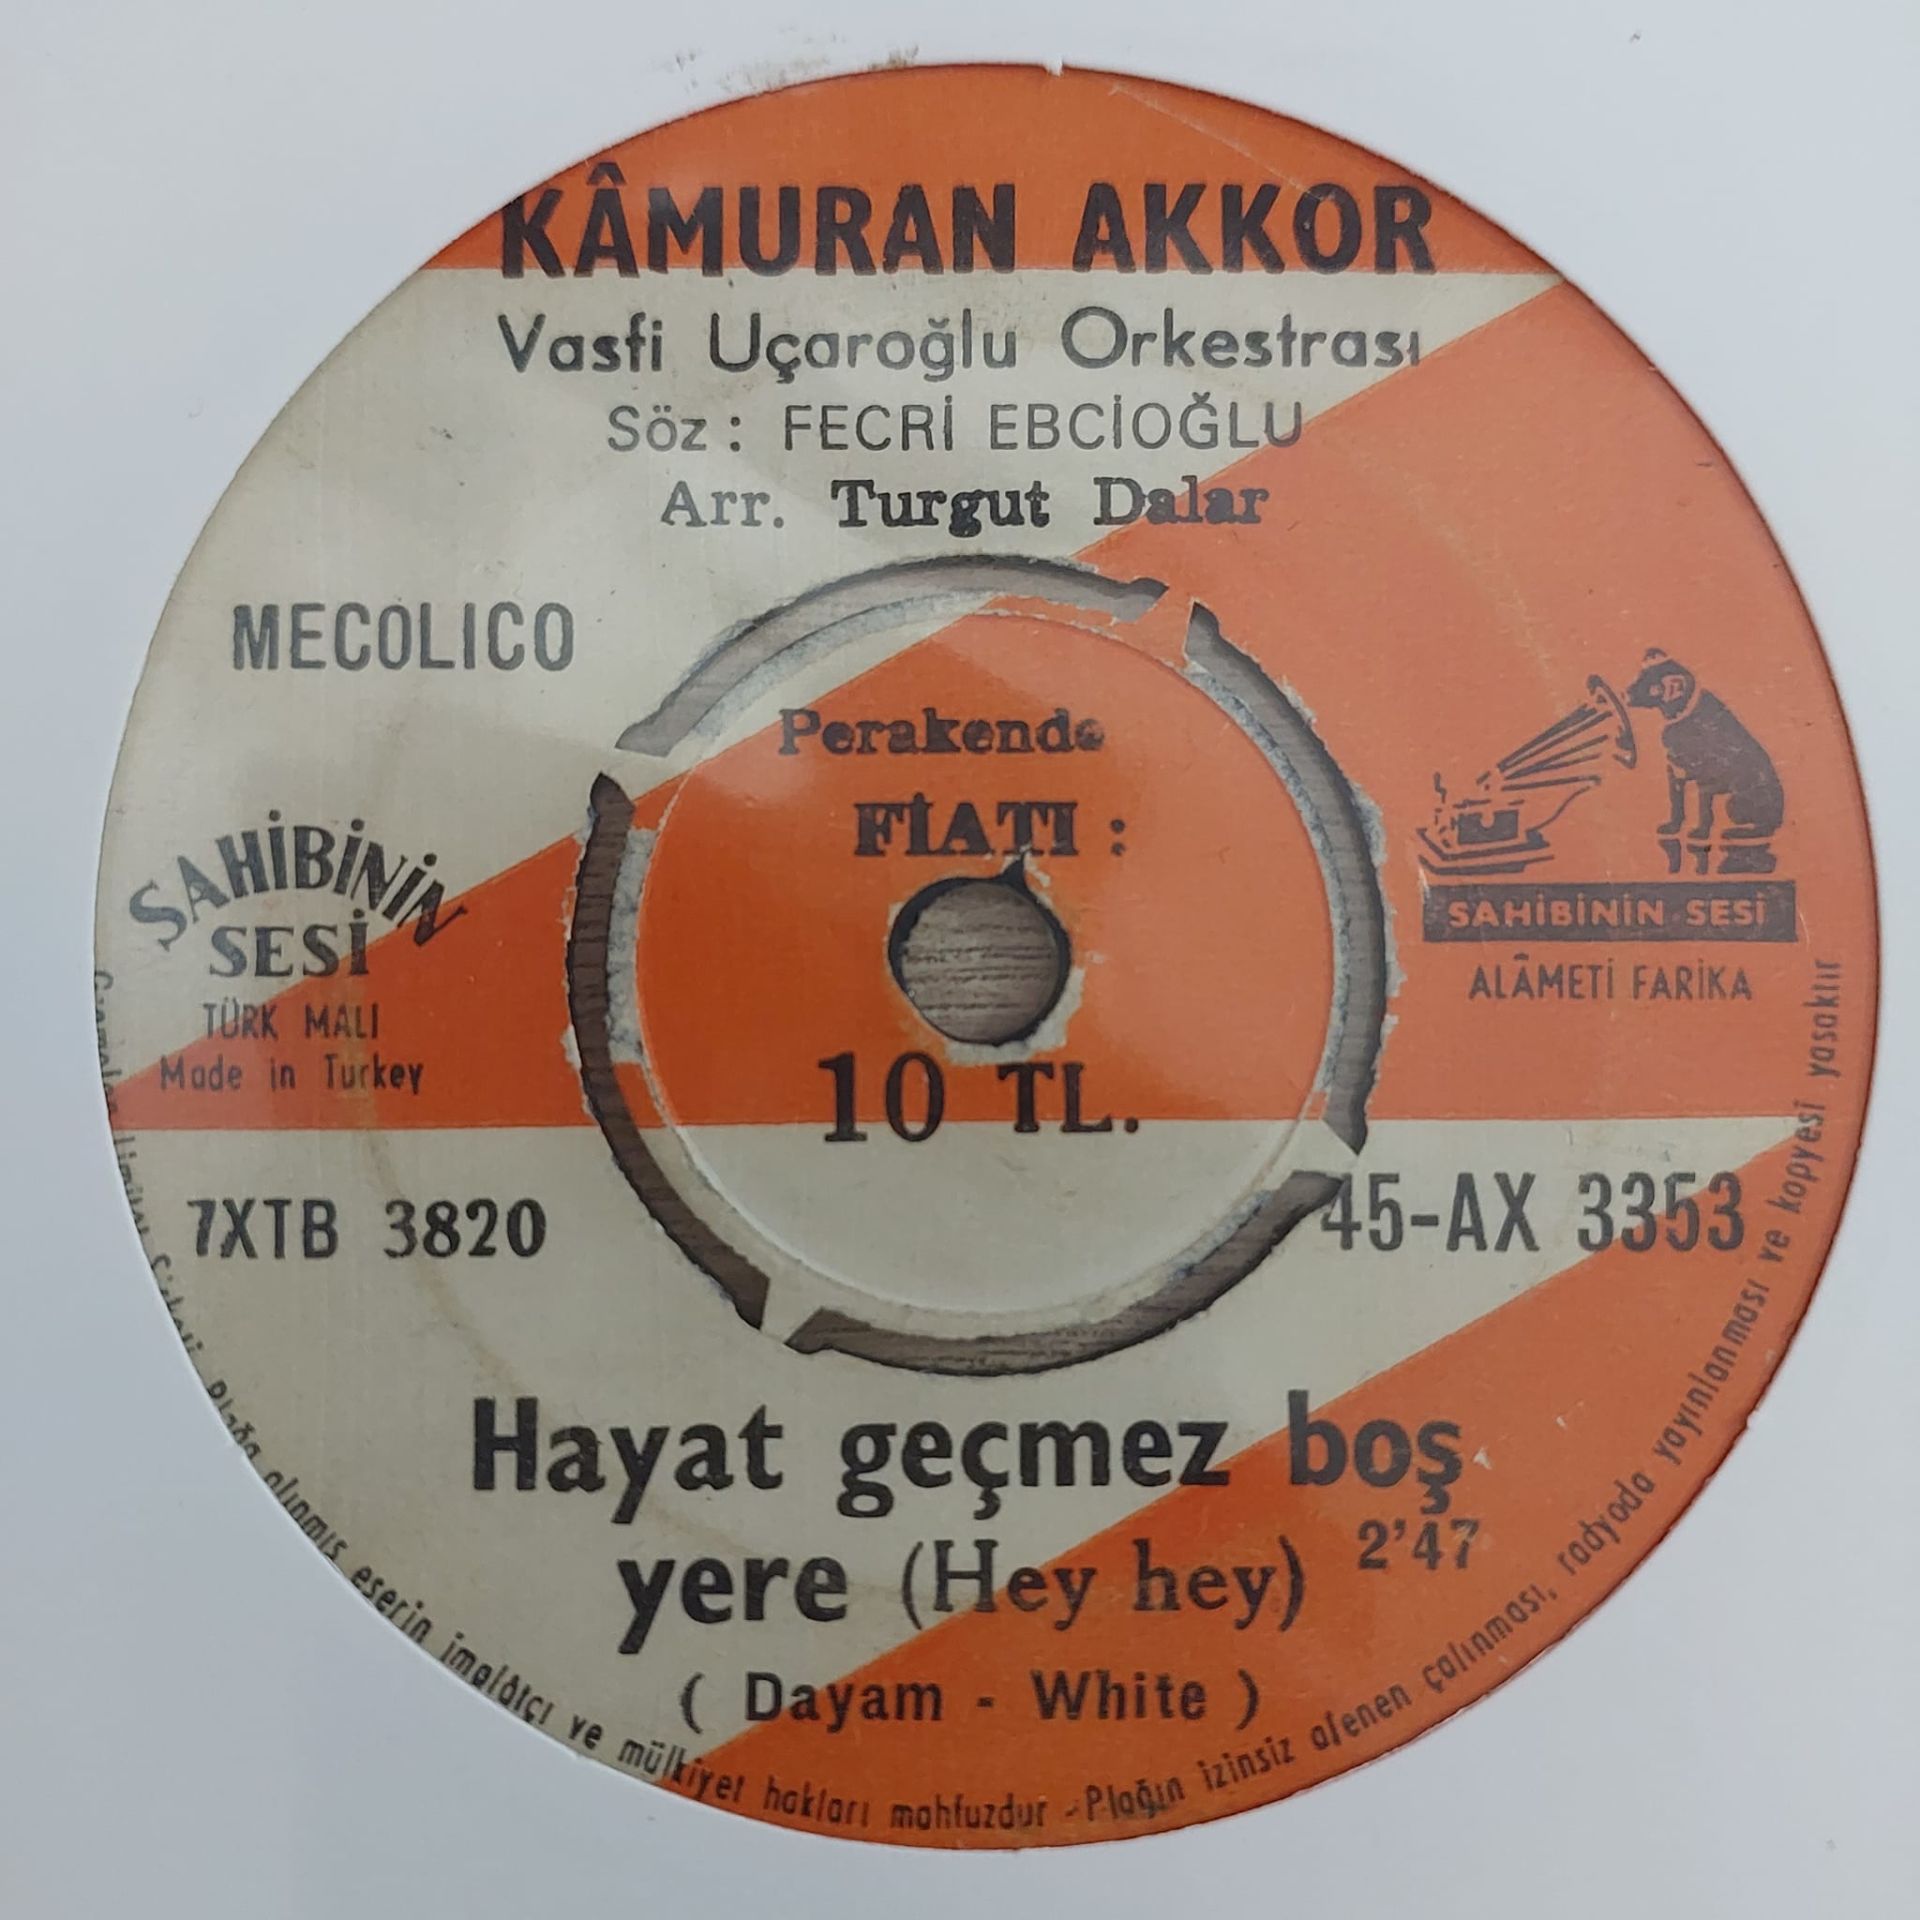 KÂMURAN AKKOR
Vasfi Uçaroğlu Orkestrası
Söz : FECRİ EBCİOĞLU
Arr. Turgut Dalar
MECOLICO
Perakende
FİATI :
10 TL.
ŞAHİBİNİN
SESİ
TÜRK MALI
Made in Turkey
SAHİBİNİN SESİ
ALÂMETİ FARİKA
7XTB 3820
45-AX 3353
Hayat geçmez boş
yere (Hey hey) 2'47
( Dayam - White )
Plağa alınmış eserin imalâtçı ve mülkiyet hakları mahfuzdur - Plağın izinsiz alenen çalınması, radyoda yayınlanması ve kopyesi yasaktır